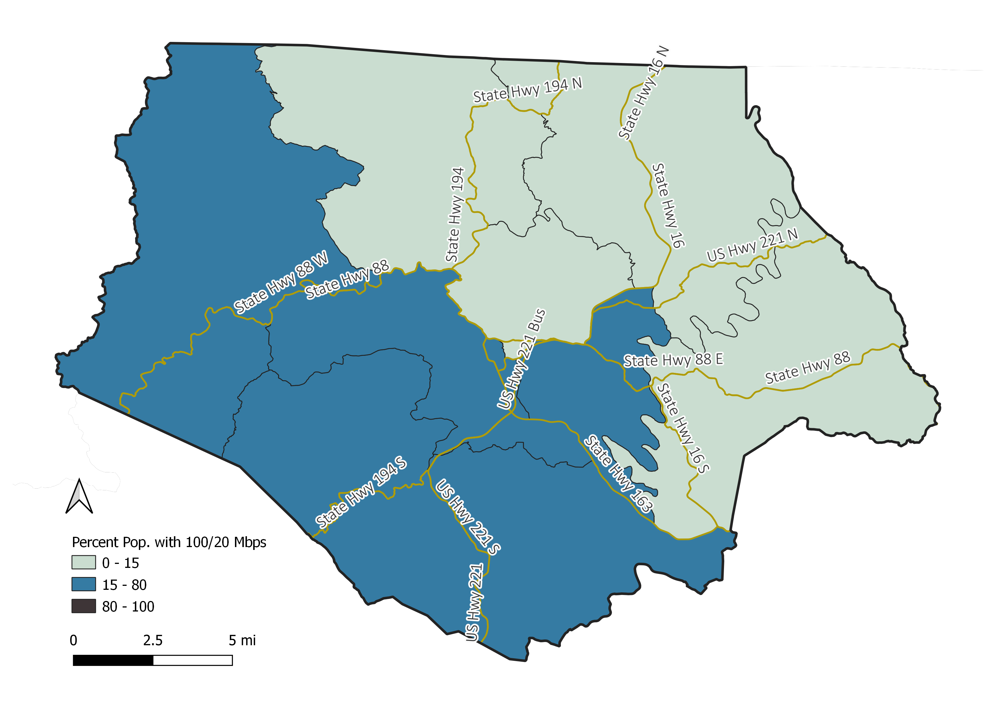 State Hwy 16 N
State Hwy 194 N
State Hwy 194
State Hwy 16
US Hwy 221 N
State Hwy 88 W
State Hwy 88
US Hwy 221 Bus
State Hwy 88 E
State Hwy 88
State Hwy 16 S
State Hwy 163
State Hwy 194 S
US Hwy 221 S
US Hwy 221
Percent Pop. with 100/20 Mbps
0 - 15
15 - 80
80 - 100
0 2.5 5 mi